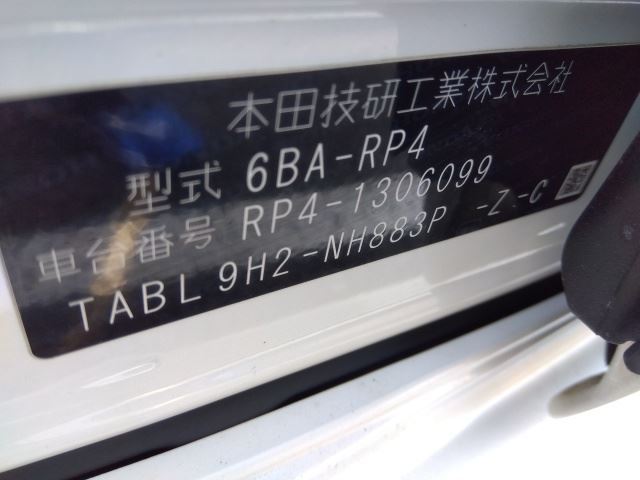 本田技研工業株式会社
型式 6BA-RP4
車台番号 RP4-1306099
TABL 9H2-NH883P -Z-C